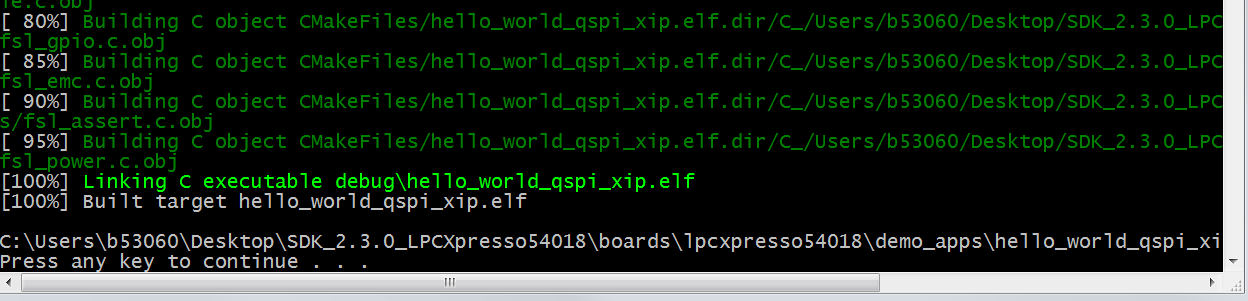 [ 80%] Building C object CMakeFiles/hello_world_qspi_xip.elf.dir/C_/Users/b53060/Desktop/SDK_2.3.0_LPC
fsl_gpio.c.obj
[ 85%] Building C object CMakeFiles/hello_world_qspi_xip.elf.dir/C_/Users/b53060/Desktop/SDK_2.3.0_LPC
fsl_emc.c.obj
[ 90%] Building C object CMakeFiles/hello_world_qspi_xip.elf.dir/C_/Users/b53060/Desktop/SDK_2.3.0_LPC
s/fsl_assert.c.obj
[ 95%] Building C object CMakeFiles/hello_world_qspi_xip.elf.dir/C_/Users/b53060/Desktop/SDK_2.3.0_LPC
fsl_power.c.obj
[100%] Linking C executable debug\hello_world_qspi_xip.elf
[100%] Built target hello_world_qspi_xip.elf
C:\Users\b53060\Desktop\SDK_2.3.0_LPCXpresso54018\boards\lpcxpresso54018\demo_apps\hello_world_qspi_xi
Press any key to continue . . .